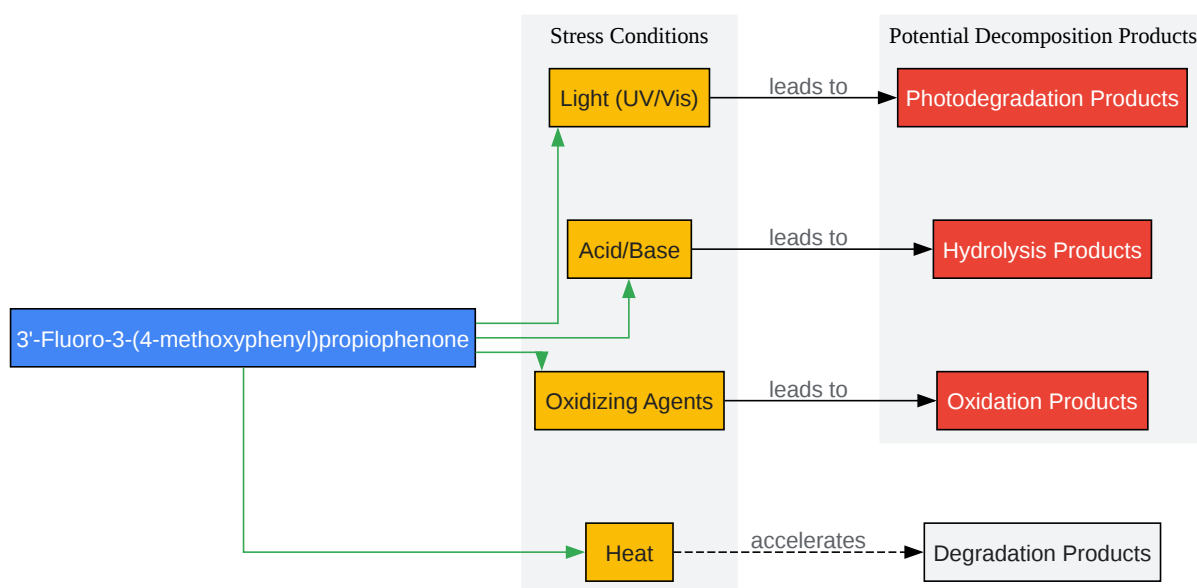 Stress Conditions
Potential Decomposition Products
Light (UV/Vis)
leads to
Photodegradation Products
Acid/Base
leads to
Hydrolysis Products
3'-Fluoro-3-(4-methoxyphenyl)propiophenone
Oxidizing Agents
leads to
Oxidation Products
Heat
accelerates
Degradation Products